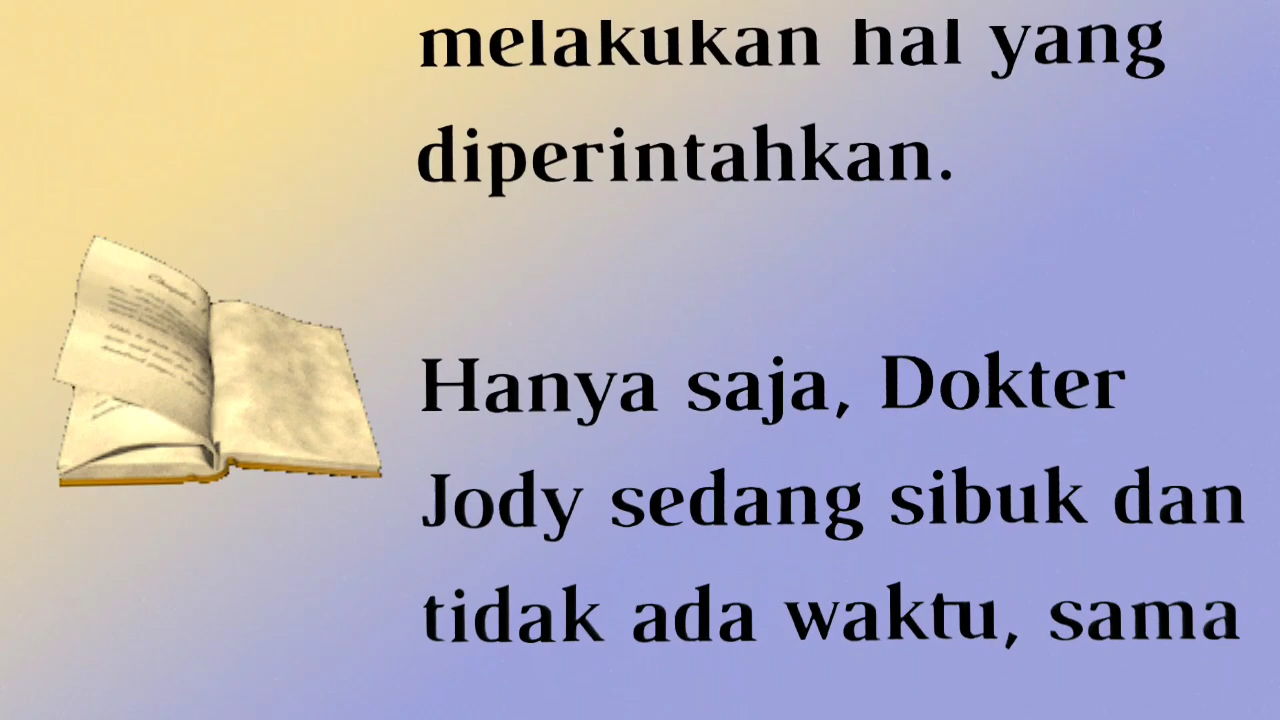 melakukan hal yang
diperintahkan.
Hanya saja, Dokter
Jody sedang sibuk dan
tidak ada waktu, sama